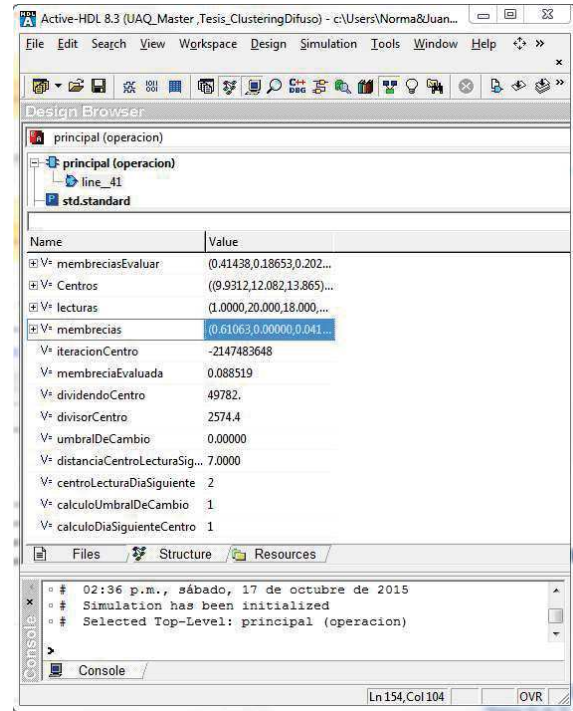 Active-HDL 8.3 (UAQ_Master ,Tesis_ClusteringDifuso) - c:\Users\Norma&Juan...
File Edit Search View Workspace Design Simulation Tools Window Help »
Design Browser
principal (operacion)
principal (operacion)
line__41
std.standard
Name Value
membreciasEvaluar (0.41438,0.18653,0.202...
Centros ((9.9312,12.082,13.865)...
lecturas (1.0000,20.000,18.000,...
membrecias (0.61063,0.00000,0.041...
iteracionCentro -2147483648
membreciaEvaluada 0.088519
dividendoCentro 49782.
divisorCentro 2574.4
umbralDeCambio 0.00000
distanciaCentroLecturaSig... 7.0000
centroLecturaDiaSiguiente 2
calculoUmbralDeCambio 1
calculoDiaSiguienteCentro 1
Files Structure Resources
# 02:36 p.m., sábado, 17 de octubre de 2015
# Simulation has been initialized
# Selected Top-Level: principal (operacion)
>
Console
Console
Ln 154,Col 104 OVR